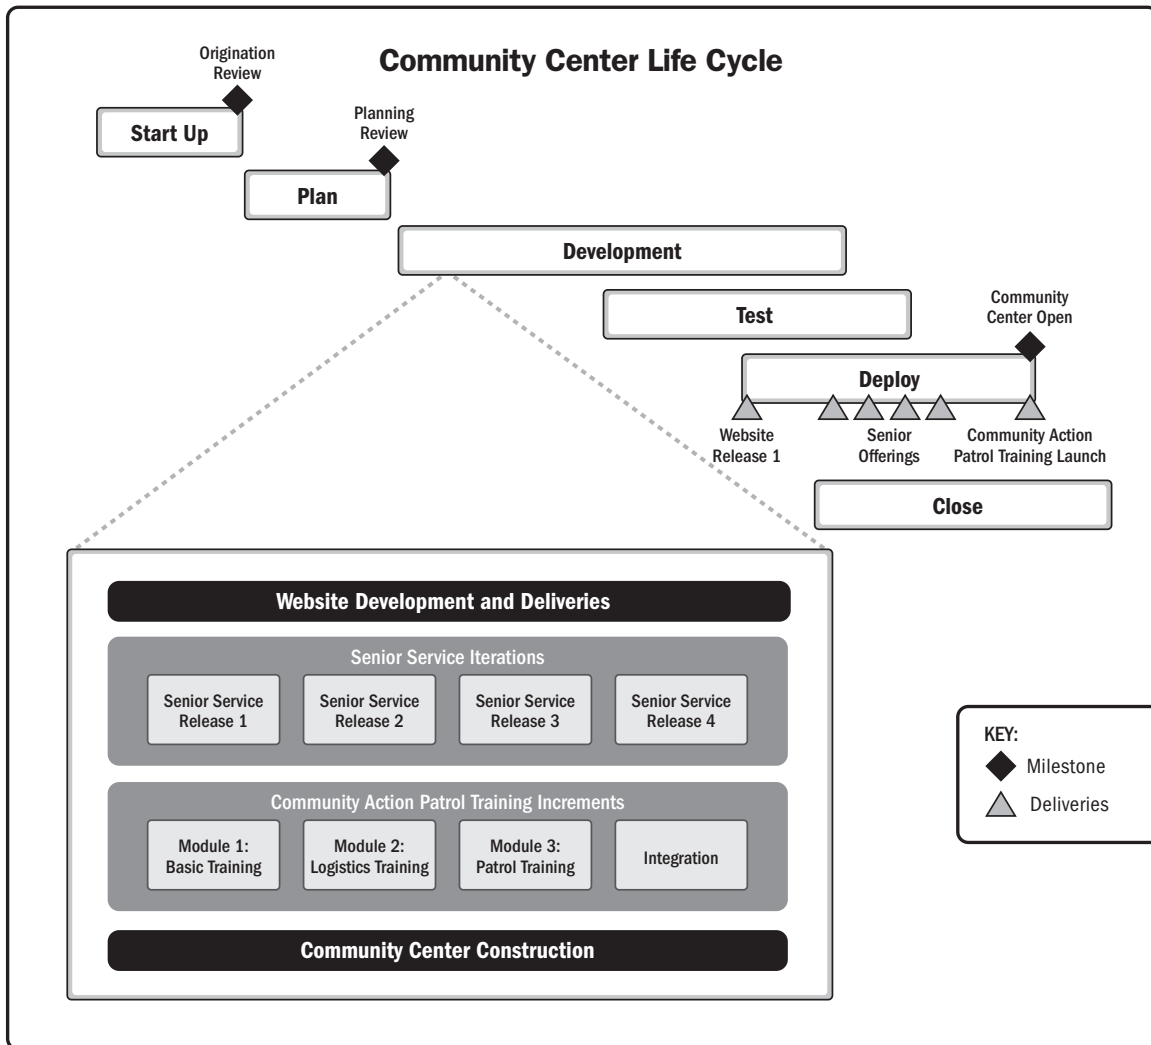 Community Center Life Cycle
Origination
Review
Start Up
Planning
Review
Plan
Development
Test
Community
Center Open
Deploy
Website
Release 1
Senior
Offerings
Community Action
Patrol Training Launch
Close
Website Development and Deliveries
Senior Service Iterations
Senior Service
Release 1
Senior Service
Release 2
Senior Service
Release 3
Senior Service
Release 4
Community Action Patrol Training Increments
Module 1:
Basic Training
Module 2:
Logistics Training
Module 3:
Patrol Training
Integration
Community Center Construction
KEY:
Milestone
Deliveries